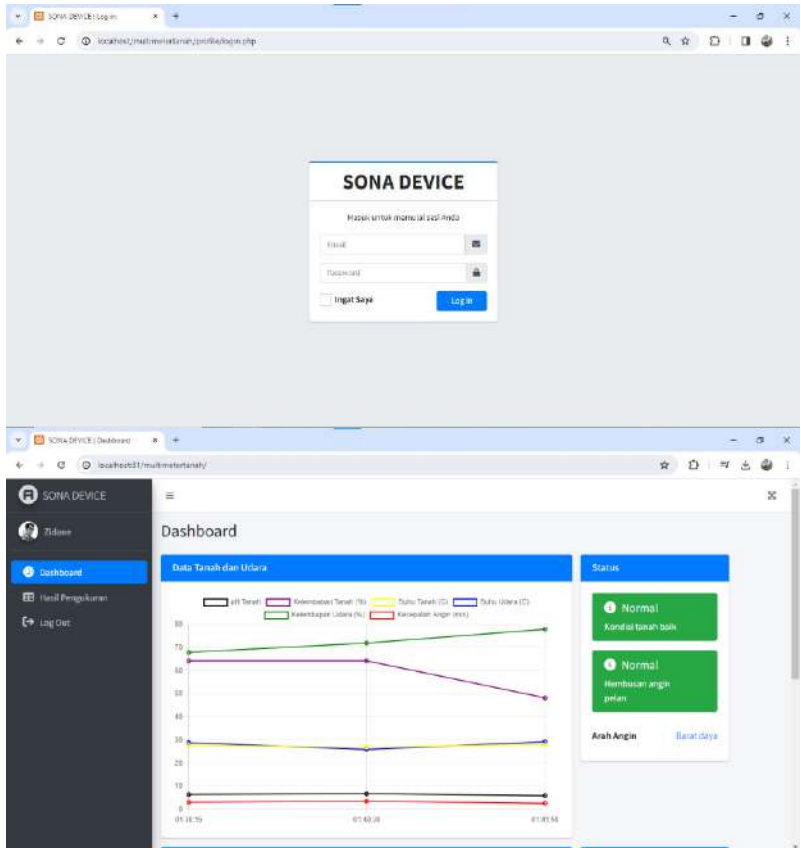 SONA DEVICE | Log in
localhost/multimetertanah/profile/login.php
SONA DEVICE
Masuk untuk memulai sesi Anda
Email
Password
Ingat Saya
Log In
SONA DEVICE | Dashboard
localhost:81/multimetertanah/
SONA DEVICE
Zidane
Dashboard
Hasil Pengukuran
Log Out
Dashboard
Data Tanah dan Udara
pH Tanah
Kelembaban Tanah (%)
Suhu Tanah (C)
Suhu Udara (C)
Kelembapan Udara (%)
Kecepatan Angin (m/s)
80
70
60
50
40
30
20
10
0
Status
Normal
Kondisi tanah baik
Normal
Hembusan angin
pelan
Arah Angin
Barat daya